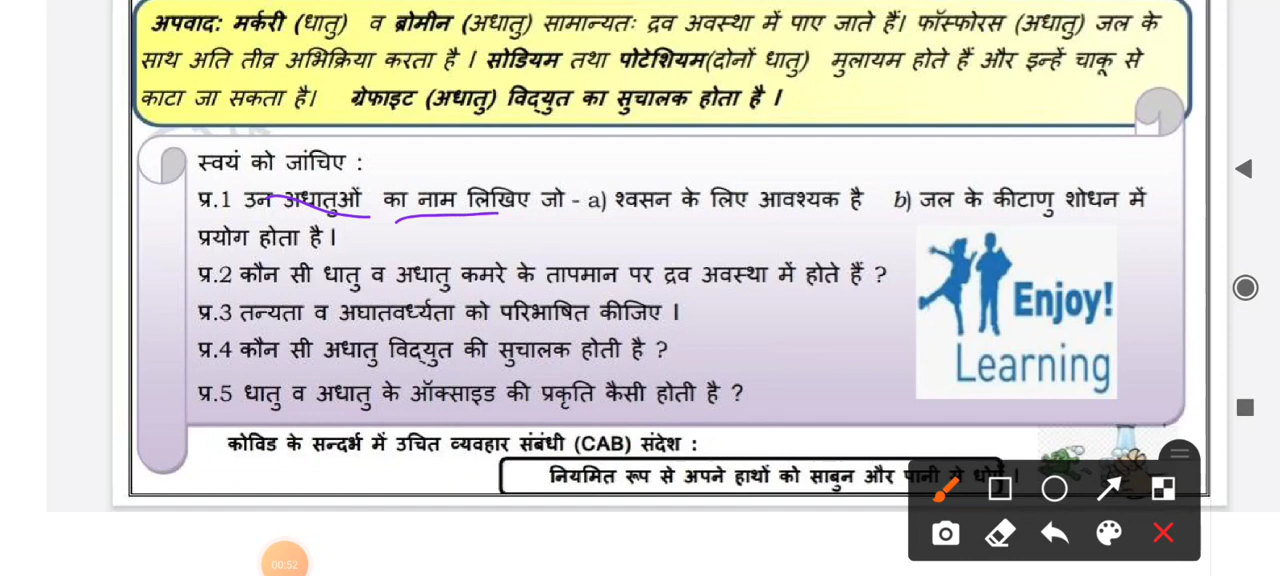 अपवाद: मर्करी (धातु) व ब्रोमीन (अधातु) सामान्यतः द्रव अवस्था में पाए जाते हैं। फॉस्फोरस (अधातु) जल के
साथ अति तीव्र अभिक्रिया करता है । सोडियम तथा पोटेशियम(दोनों धातु) मुलायम होते हैं और इन्हें चाकू से
काटा जा सकता है। ग्रेफाइट (अधातु) विद्युत का सुचालक होता है ।
स्वयं को जांचिए :
प्र.1 उन अधातुओं का नाम लिखिए जो - a) श्वसन के लिए आवश्यक है b) जल के कीटाणु शोधन में
प्रयोग होता है ।
प्र.2 कौन सी धातु व अधातु कमरे के तापमान पर द्रव अवस्था में होते हैं ?
प्र.3 तन्यता व अघातवर्ध्यता को परिभाषित कीजिए ।
प्र.4 कौन सी अधातु विद्युत की सुचालक होती है ?
प्र.5 धातु व अधातु के ऑक्साइड की प्रकृति कैसी होती है ?
Enjoy!
Learning
कोविड के सन्दर्भ में उचित व्यवहार संबंधी (CAB) संदेश :
नियमित रूप से अपने हाथों को साबुन और पानी से धोएँ ।
00:52